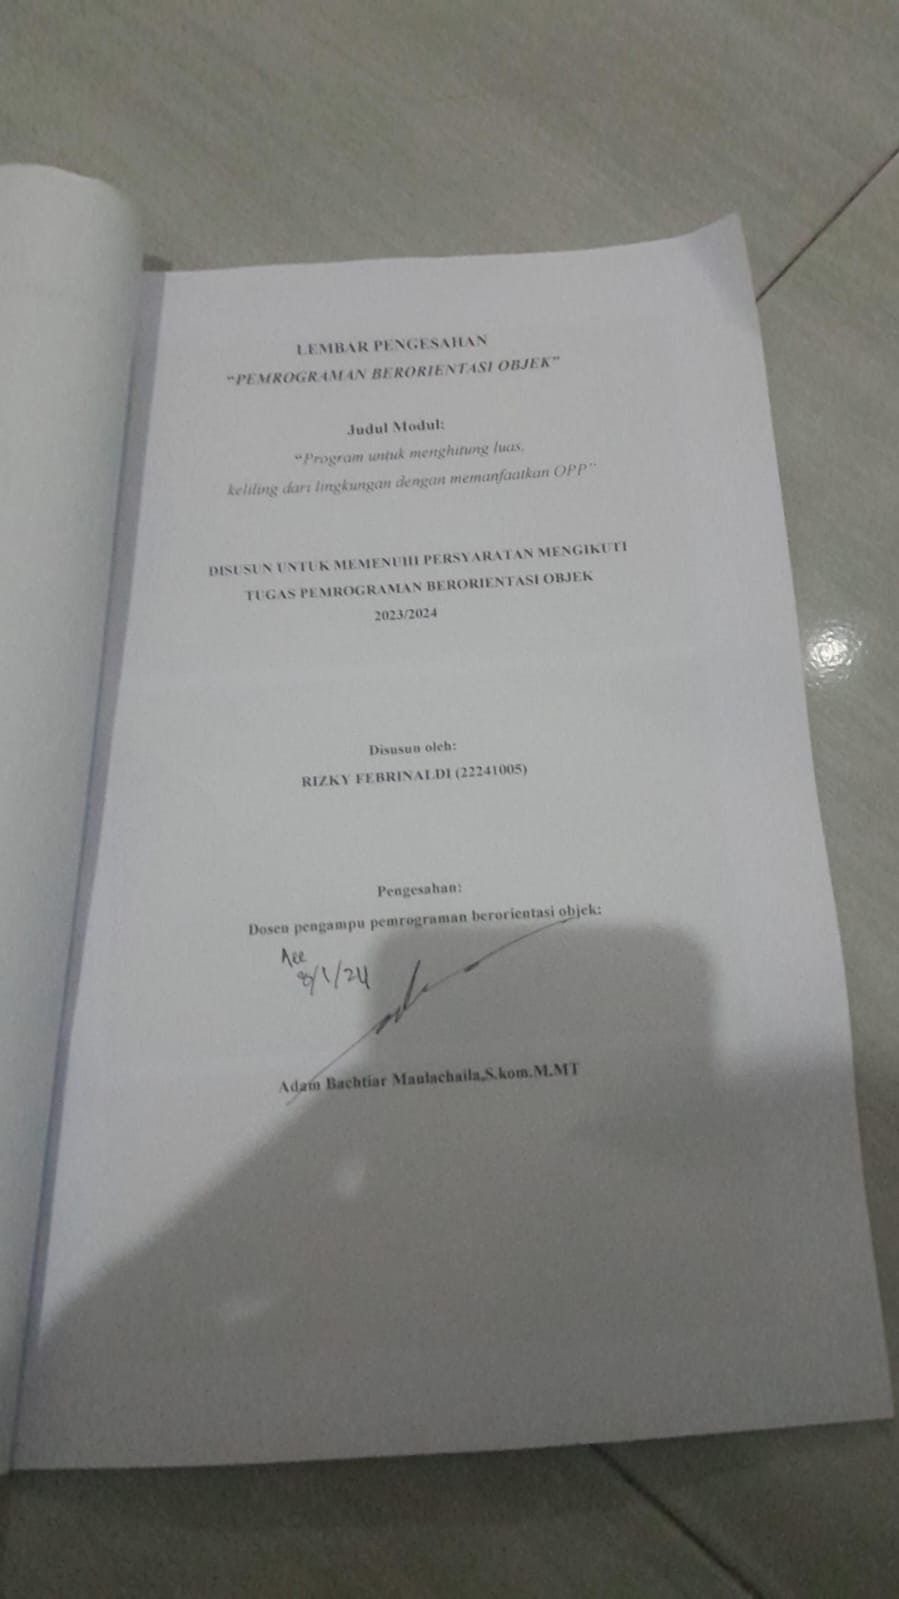 LEMBAR PENGESAHAN
“PEMROGRAMAN BERORIENTASI OBJEK”
Judul Modul:
“Program untuk menghitung luas,
keliling dari lingkungan dengan memanfaatkan OPP”
DISUSUN UNTUK MEMENUHI PERSYARATAN MENGIKUTI
TUGAS PEMROGRAMAN BERORIENTASI OBJEK
2023/2024
Disusun oleh:
RIZKY FEBRINALDI (22241005)
Pengesahan:
Dosen pengampu pemrograman berorientasi objek:
Acc
8/1/24
Adam Bachtiar Maulachaila,S.kom.M.MT